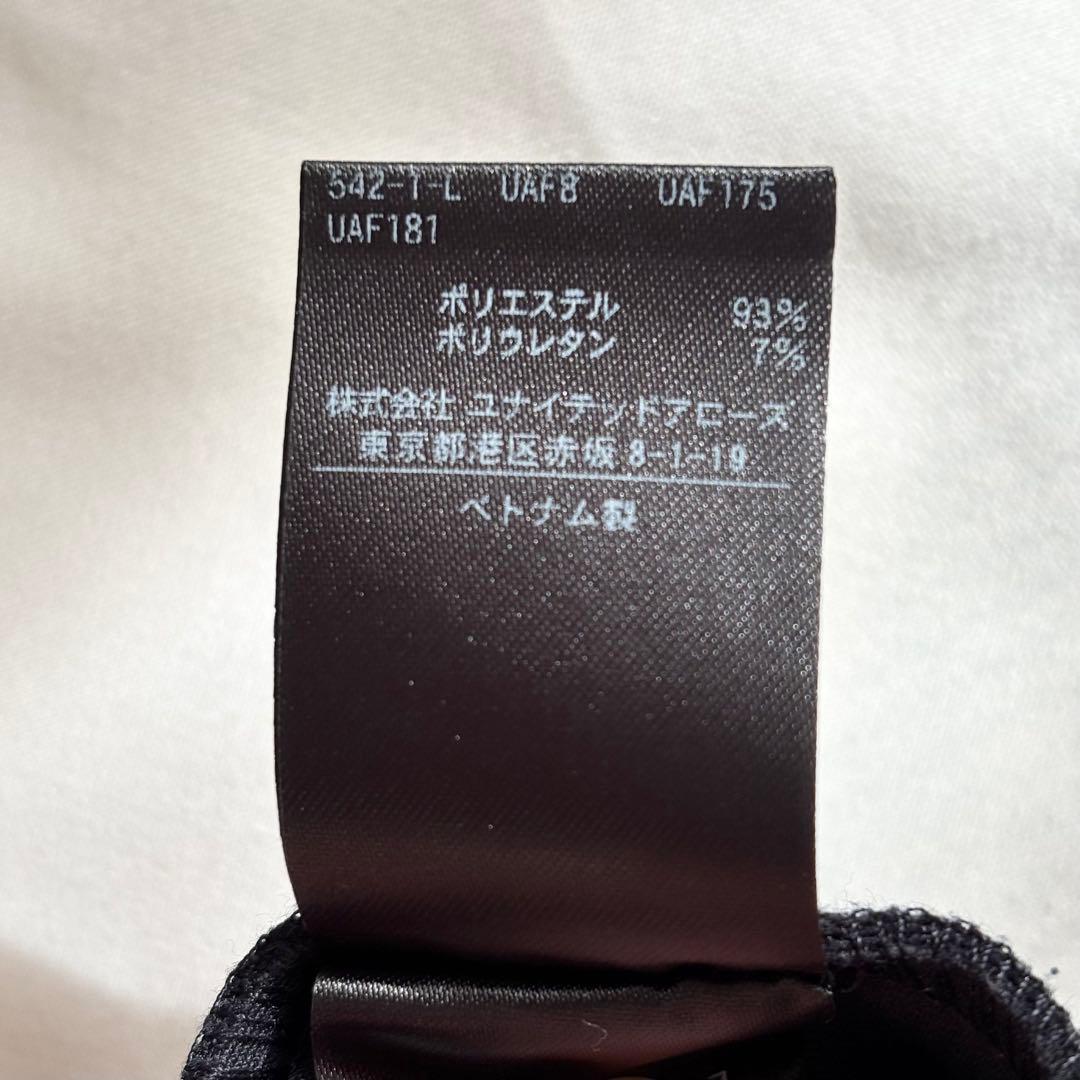 542-1-L UAF8 UAF175
UAF181
ポリエステル 93%
ポリウレタン 7%
株式会社 ユナイテッドアローズ
東京都港区赤坂 8-1-19
ベトナム製